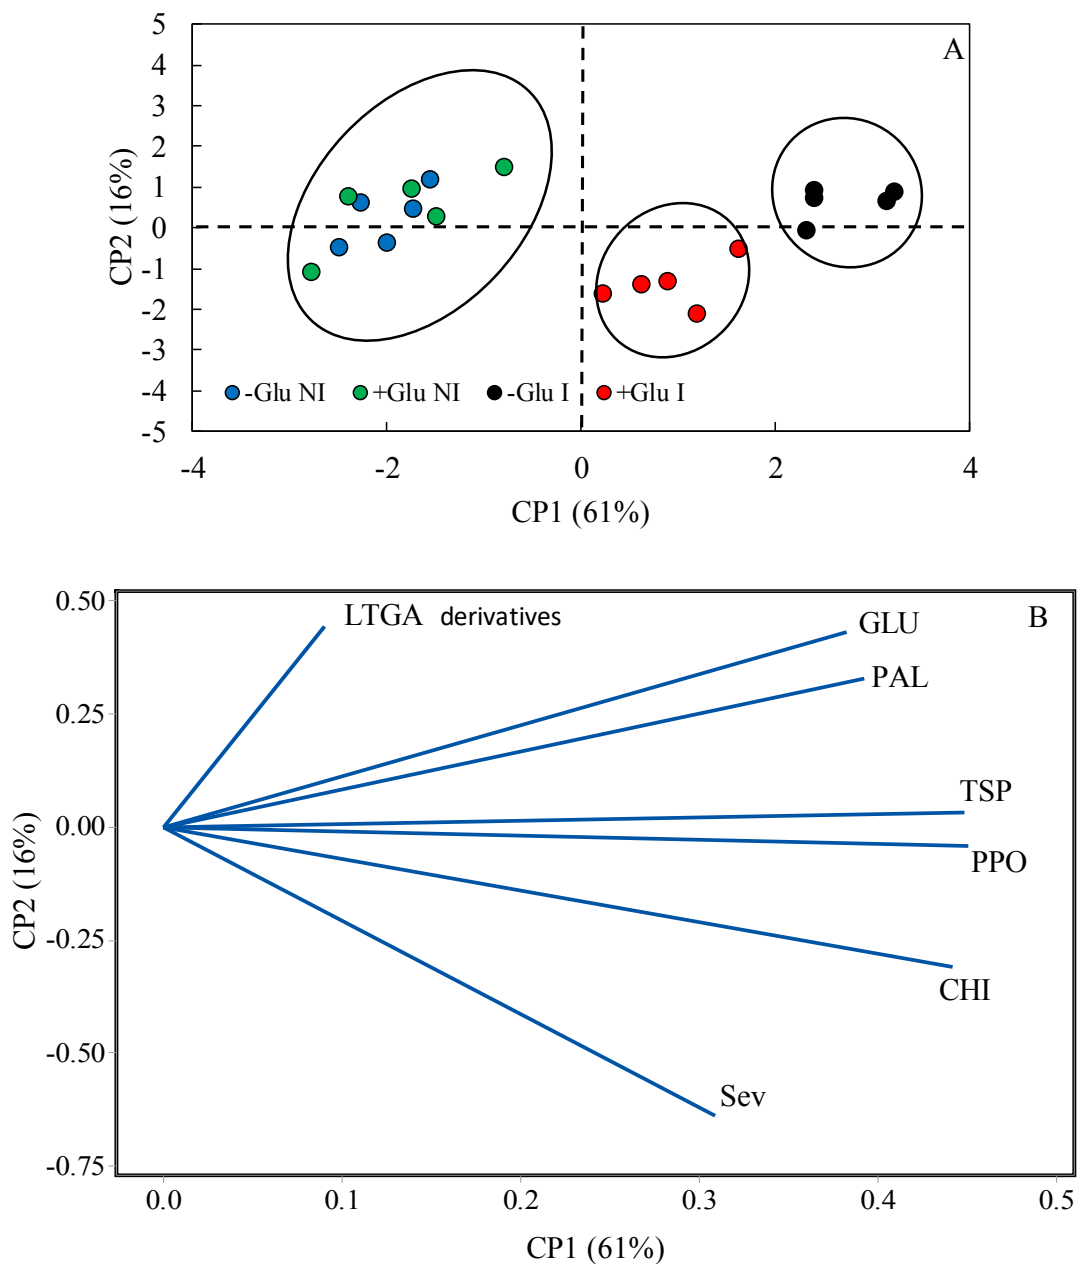 A
5
4
3
2
1
0
-1
-2
-3
-4
-5
CP2 (16%)
-Glu NI +Glu NI -Glu I +Glu I
-4 -2 0 2 4
CP1 (61%)
B
0.50
0.25
0.00
-0.25
-0.50
-0.75
CP2 (16%)
LTGA derivatives
GLU
PAL
TSP
PPO
CHI
Sev
0.0 0.1 0.2 0.3 0.4 0.5
CP1 (61%)